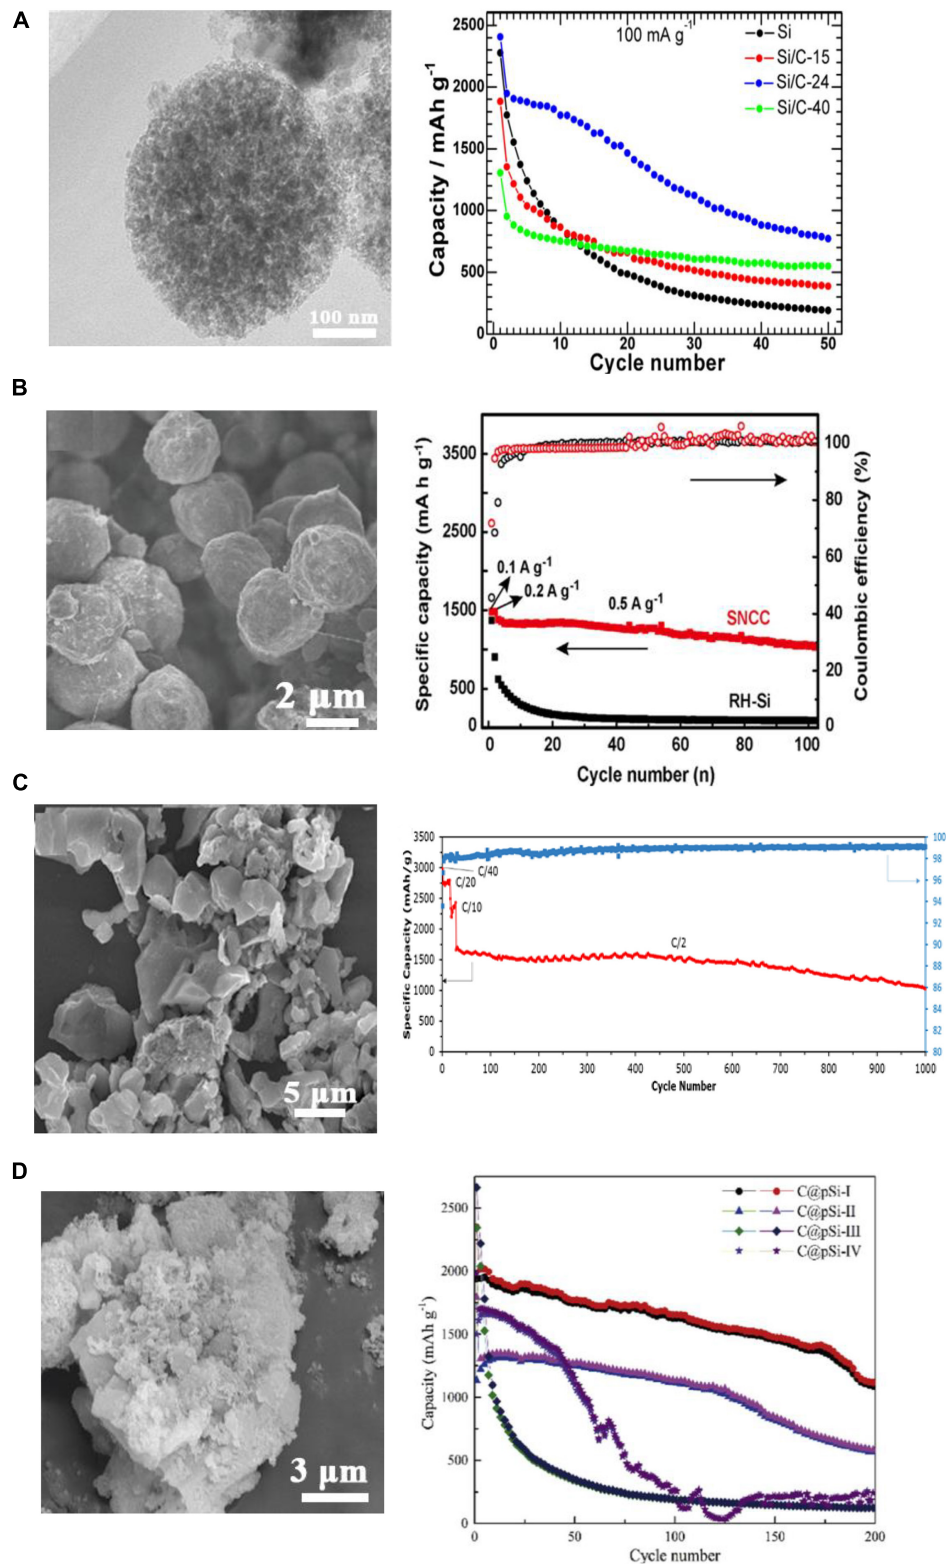 A
100 nm
Capacity / mAh g⁻¹
2500
2000
1500
1000
500
0
100 mA g⁻¹
Si
Si/C-15
Si/C-24
Si/C-40
0 10 20 30 40 50
Cycle number
B
2 μm
Specific capacity (mA h g⁻¹)
3500
2500
1500
500
0
0.1 A g⁻¹
0.2 A g⁻¹
0.5 A g⁻¹
SNCC
RH-Si
100
80
60
40
20
0
Coulombic efficiency (%)
0 20 40 60 80 100
Cycle number (n)
C
5 μm
Specific Capacity (mAh/g)
3500
3000
2500
2000
1500
1000
500
0
C/40
C/20
C/10
C/2
100
98
96
94
92
90
88
86
84
82
80
0 100 200 300 400 500 600 700 800 900 1000
Cycle Number
D
3 μm
Capacity (mAh g⁻¹)
2500
2000
1500
1000
500
0
C@pSi-I
C@pSi-II
C@pSi-III
C@pSi-IV
0 50 100 150 200
Cycle number